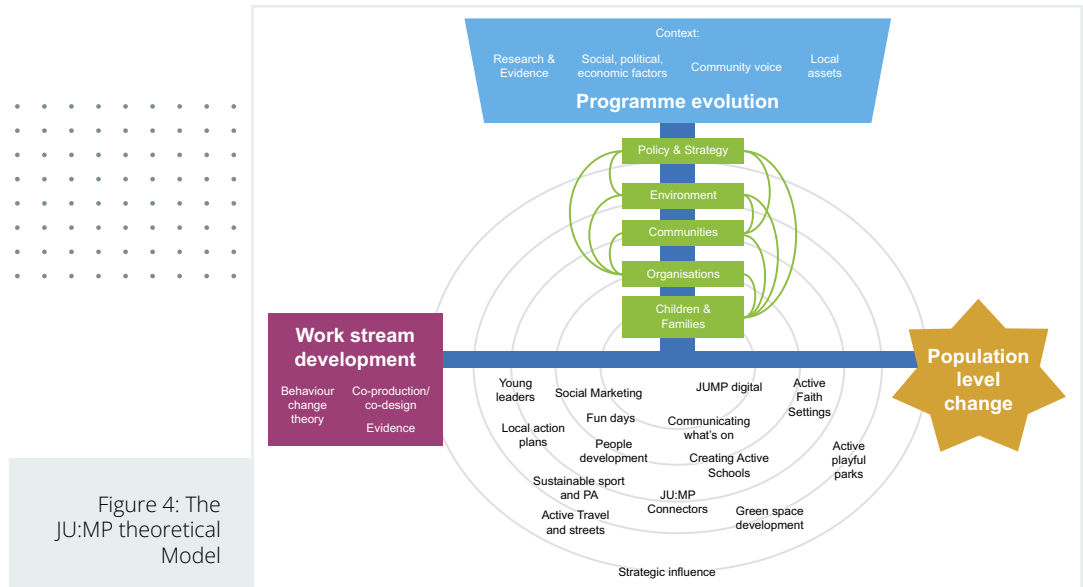 Context:
Research &
Evidence
Social, political,
economic factors
Community voice
Local
assets
Programme evolution
Policy & Strategy
Environment
Communities
Organisations
Children &
Families
Work stream
development
Behaviour
change
theory
Co-production/
co-design
Evidence
Population
level
change
Young
leaders
Social Marketing
JUMP digital
Active
Faith
Settings
Fun days
Communicating
what's on
Local action
plans
People
development
Creating Active
Schools
Active
playful
parks
Sustainable sport
and PA
JU:MP
Connectors
Green space
development
Active Travel
and streets
Strategic influence
Figure 4: The
JU:MP theoretical
Model